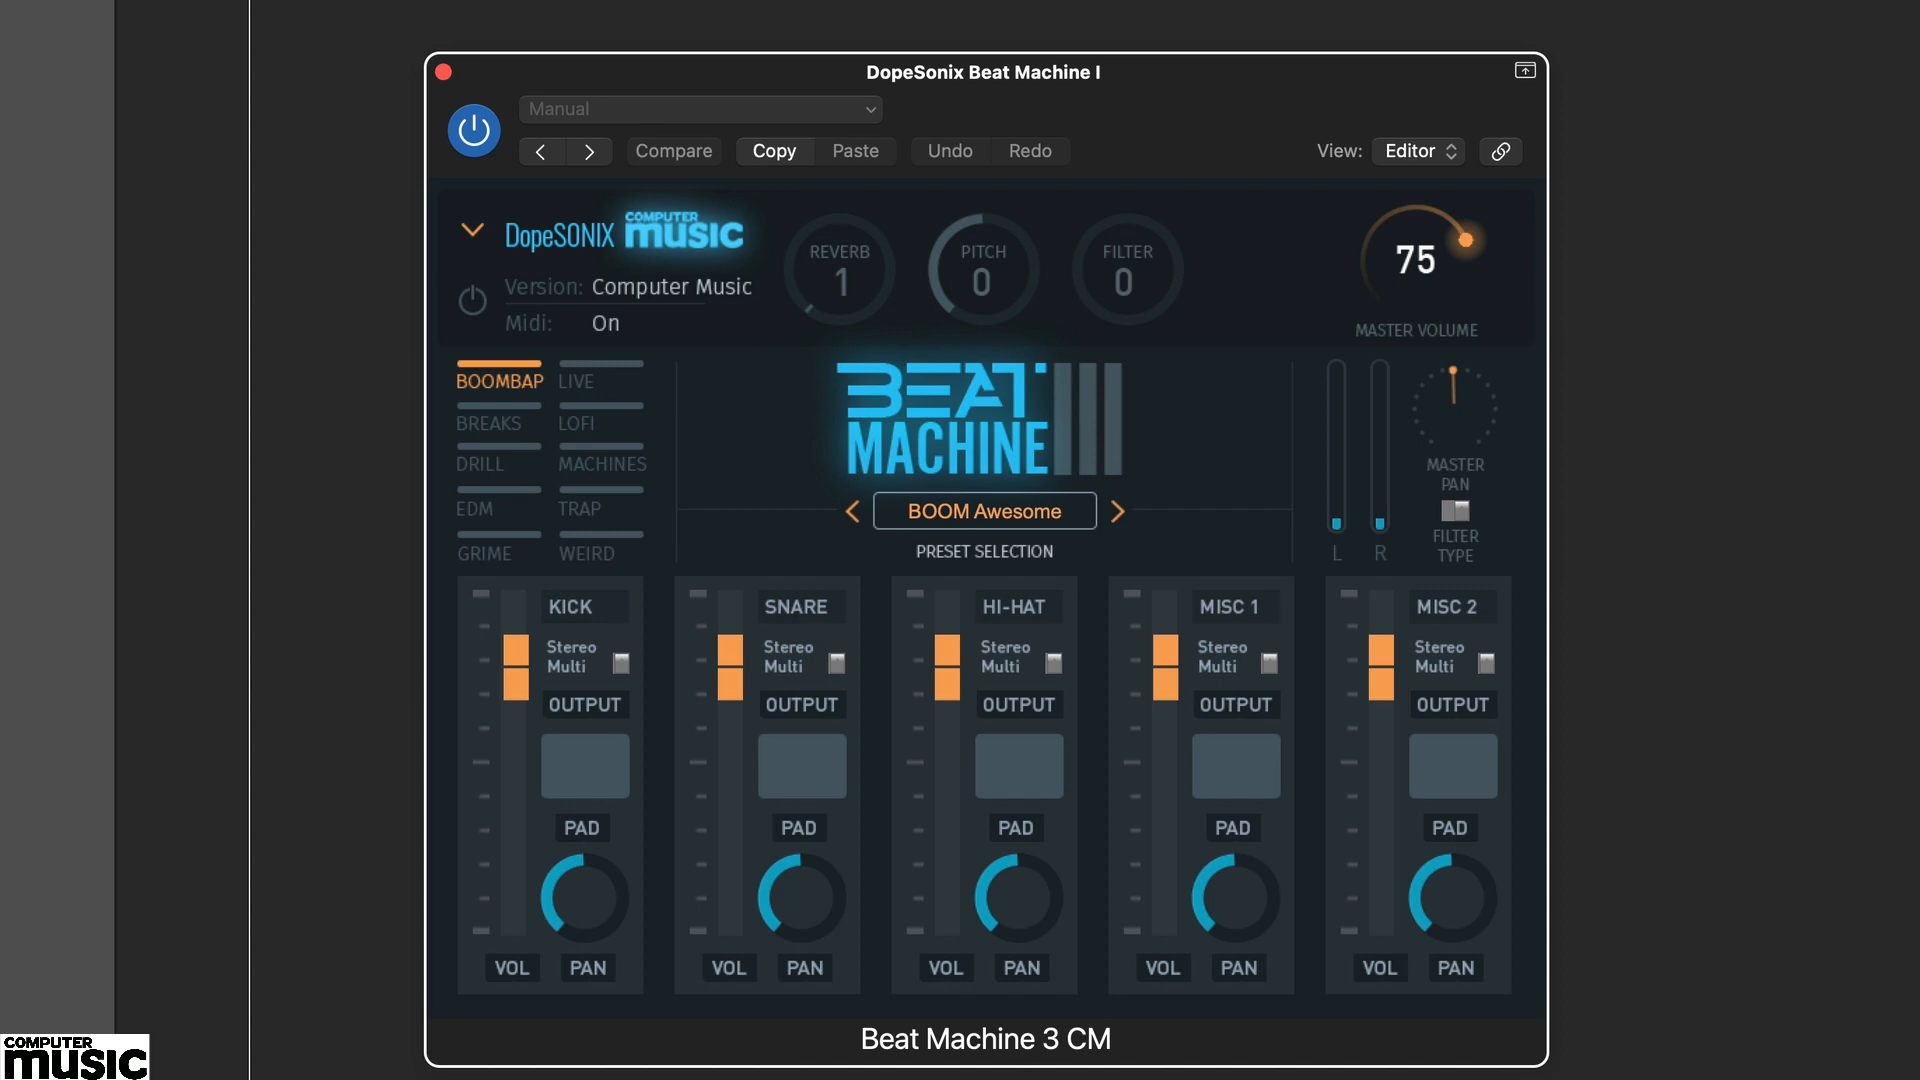 DopeSonix Beat Machine I
Manual
Compare
Copy
Paste
Undo
Redo
View:
Editor
DopeSONIX COMPUTER music
Version: Computer Music
Midi: On
REVERB
1
PITCH
0
FILTER
0
75
MASTER VOLUME
BOOMBAP
LIVE
BREAKS
LOFI
DRILL
MACHINES
EDM
TRAP
GRIME
WEIRD
BEAT
MACHINE
BOOM Awesome
PRESET SELECTION
L
R
MASTER
PAN
FILTER
TYPE
KICK
Stereo
Multi
OUTPUT
PAD
VOL
PAN
SNARE
Stereo
Multi
OUTPUT
PAD
VOL
PAN
HI-HAT
Stereo
Multi
OUTPUT
PAD
VOL
PAN
MISC 1
Stereo
Multi
OUTPUT
PAD
VOL
PAN
MISC 2
Stereo
Multi
OUTPUT
PAD
VOL
PAN
Beat Machine 3 CM
COMPUTER
music